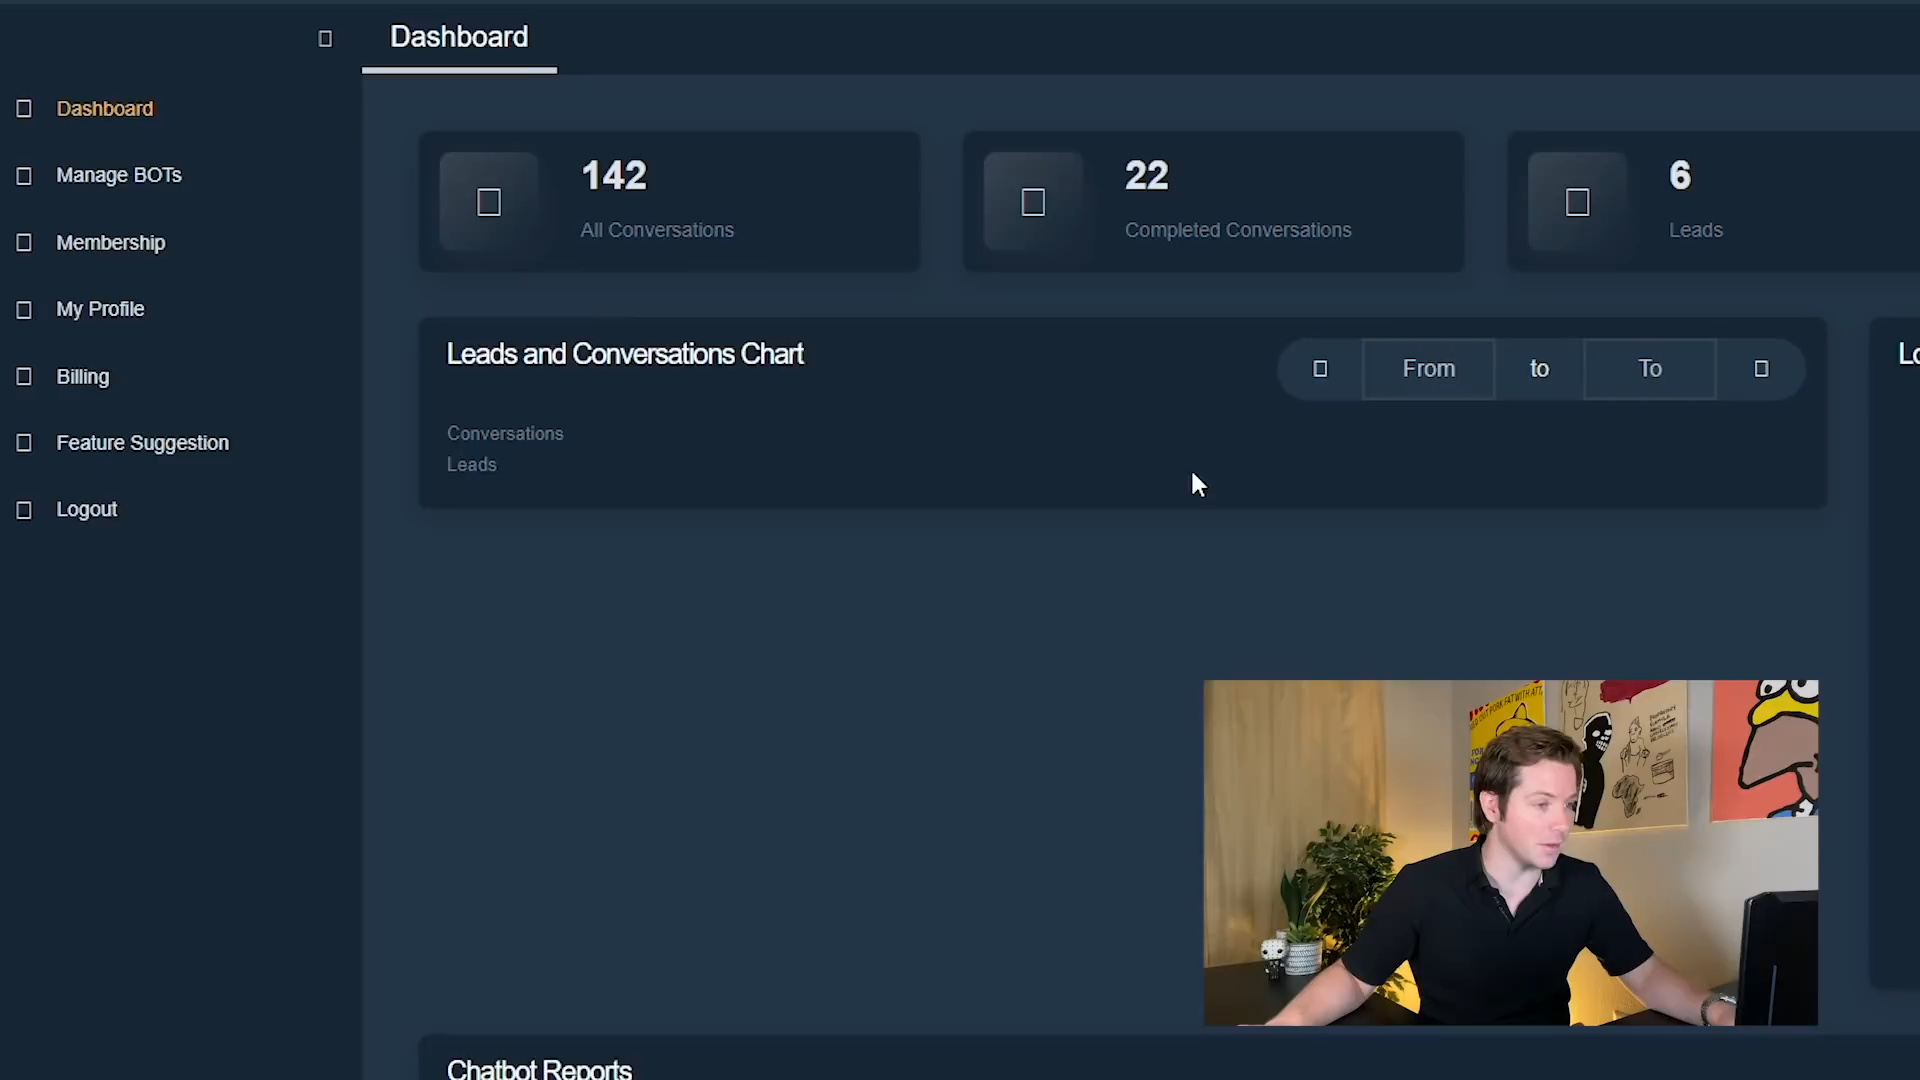 Dashboard
Dashboard
Manage BOTs
Membership
My Profile
Billing
Feature Suggestion
Logout
142
All Conversations
22
Completed Conversations
6
Leads
Leads and Conversations Chart
From to To
Conversations
Leads
Chatbot Reports